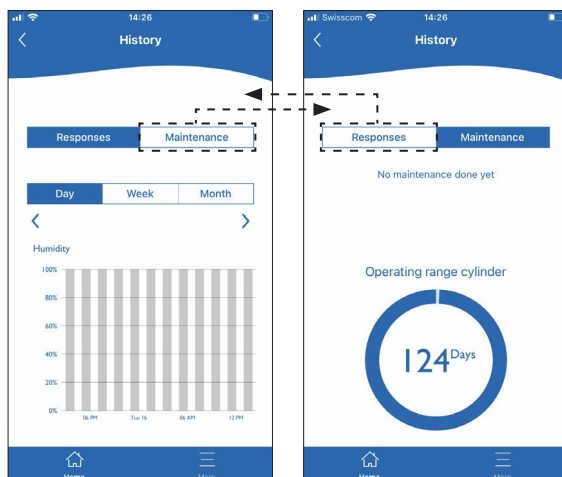 14:26
History
Responses Maintenance
Day Week Month
Humidity
100%
80%
60%
40%
20%
0%
06 PM Tue 16 06 AM 12 PM
Home More
Swisscom 14:26
History
Responses Maintenance
No maintenance done yet
Operating range cylinder
124 Days
Home More